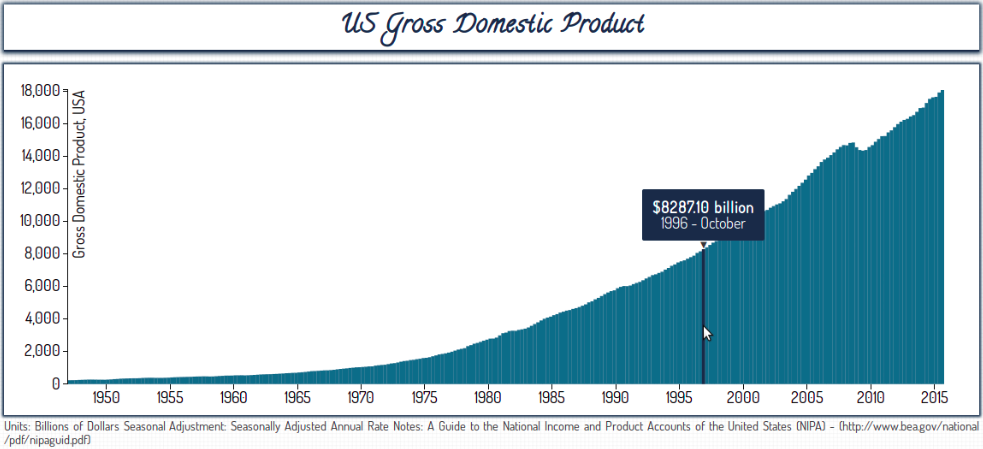 US Gross Domestic Product
18,000
16,000
14,000
12,000
10,000
8,000
6,000
4,000
2,000
0
Gross Domestic Product, USA
$8287.10 billion
1996 - October
1950 1955 1960 1965 1970 1975 1980 1985 1990 1995 2000 2005 2010 2015
Units: Billions of Dollars Seasonal Adjustment: Seasonally Adjusted Annual Rate Notes: A Guide to the National Income and Product Accounts of the United States (NIPA) - (http://www.bea.gov/national
/pdf/nipaguid.pdf)